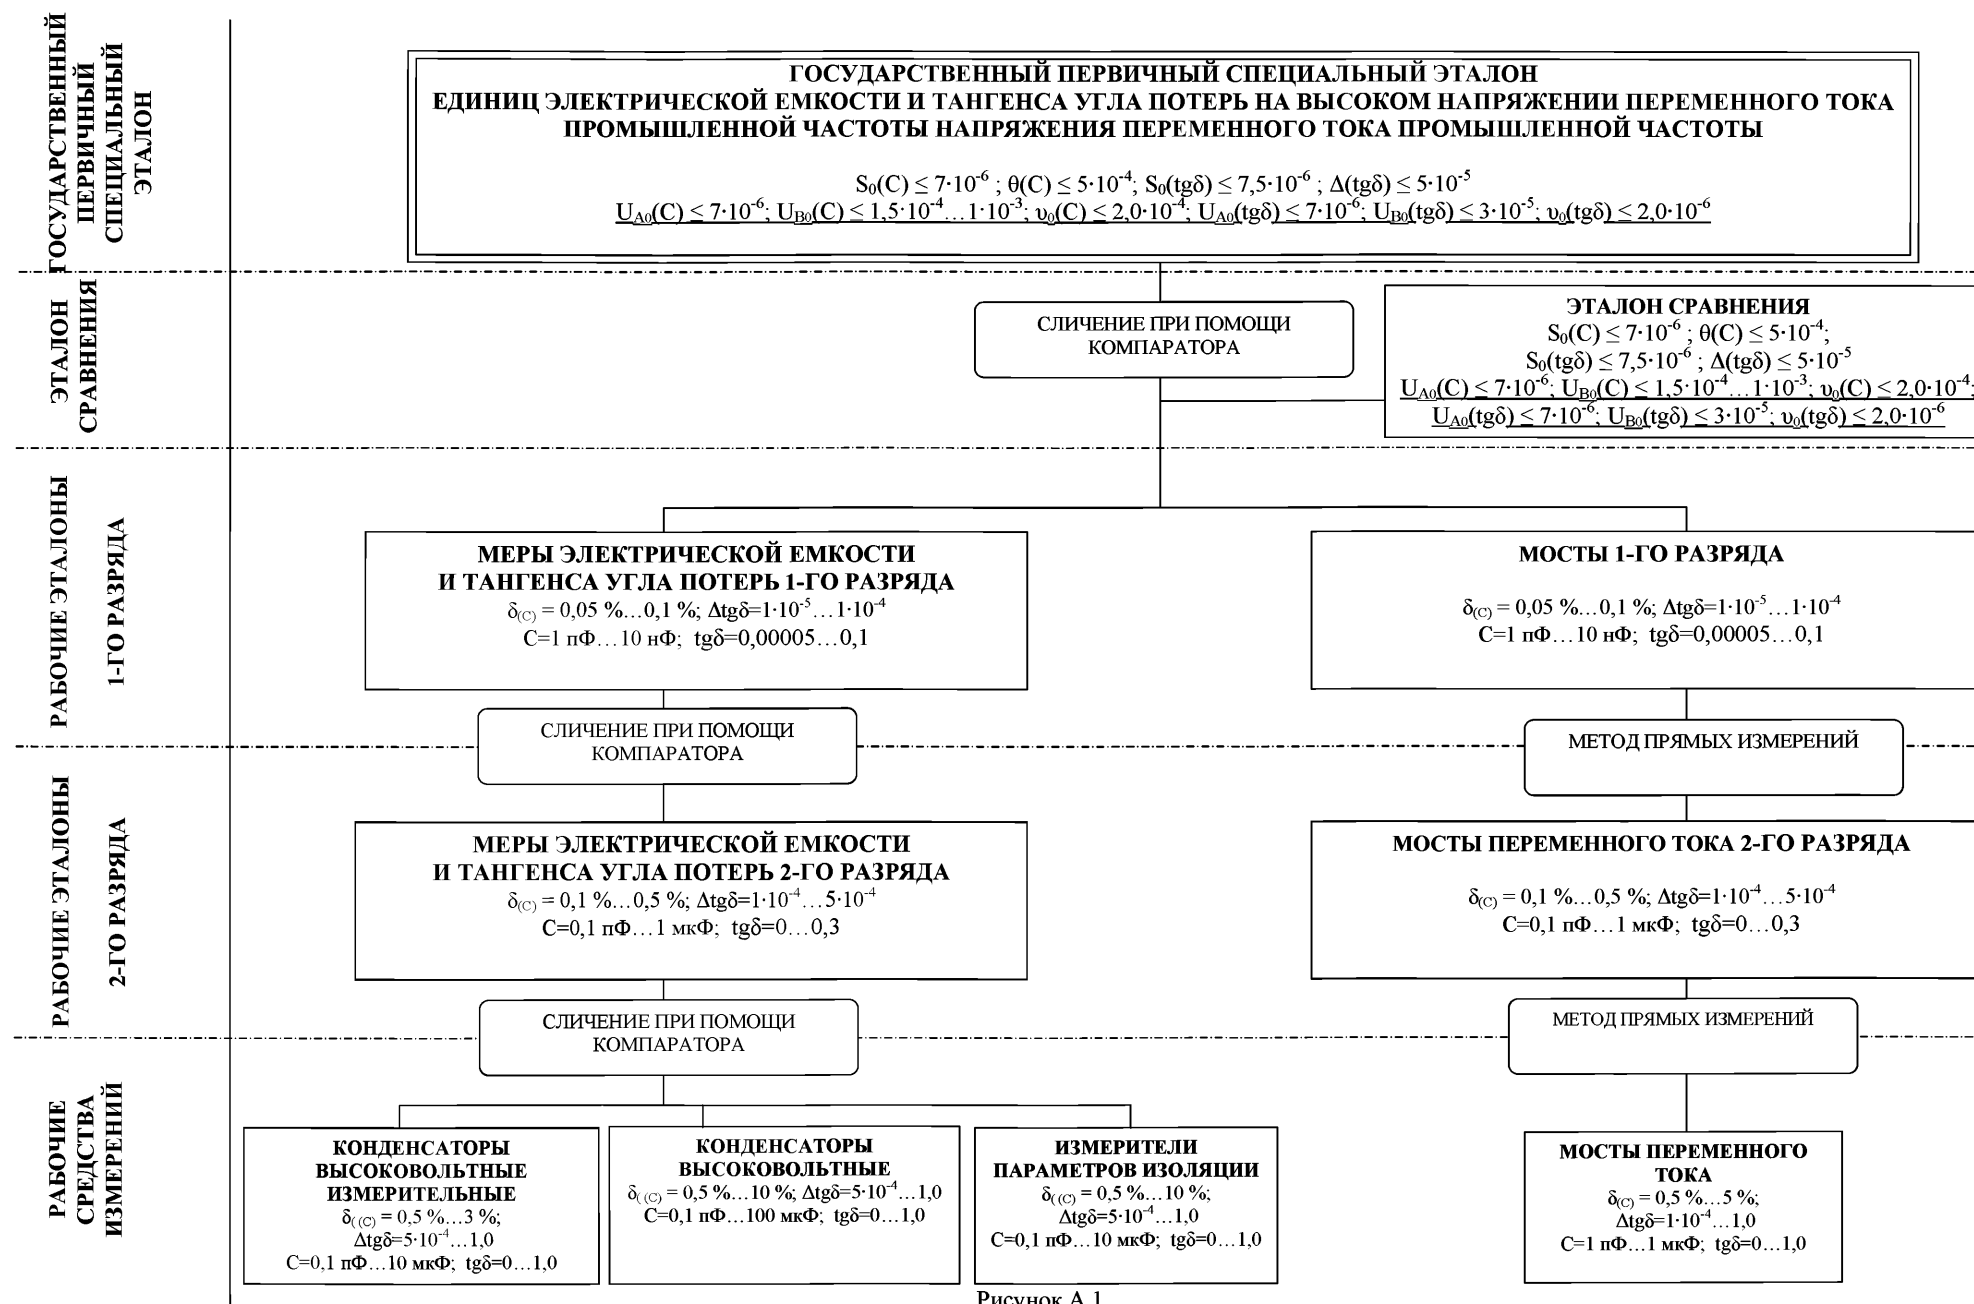 ГОСУДАРСТВЕННЫЙ
ПЕРВИЧНЫЙ
СПЕЦИАЛЬНЫЙ
ЭТАЛОН
ГОСУДАРСТВЕННЫЙ ПЕРВИЧНЫЙ СПЕЦИАЛЬНЫЙ ЭТАЛОН
ЕДИНИЦ ЭЛЕКТРИЧЕСКОЙ ЕМКОСТИ И ТАНГЕНСА УГЛА ПОТЕРЬ НА ВЫСОКОМ НАПРЯЖЕНИИ ПЕРЕМЕННОГО ТОКА
ПРОМЫШЛЕННОЙ ЧАСТОТЫ НАПРЯЖЕНИЯ ПЕРЕМЕННОГО ТОКА ПРОМЫШЛЕННОЙ ЧАСТОТЫ
S₀(C) ≤ 7·10⁻⁶ ; θ(C) ≤ 5·10⁻⁴; S₀(tgδ) ≤ 7,5·10⁻⁶ ; Δ(tgδ) ≤ 5·10⁻⁵
U_A0(C) ≤ 7·10⁻⁶; U_B0(C) ≤ 1,5·10⁻⁴…1·10⁻³; υ₀(C) ≤ 2,0·10⁻⁴; U_A0(tgδ) ≤ 7·10⁻⁶; U_B0(tgδ) ≤ 3·10⁻⁵; υ₀(tgδ) ≤ 2,0·10⁻⁶
ЭТАЛОН
СРАВНЕНИЯ
СЛИЧЕНИЕ ПРИ ПОМОЩИ
КОМПАРАТОРА
ЭТАЛОН СРАВНЕНИЯ
S₀(C) ≤ 7·10⁻⁶ ; θ(C) ≤ 5·10⁻⁴;
S₀(tgδ) ≤ 7,5·10⁻⁶ ; Δ(tgδ) ≤ 5·10⁻⁵
U_A0(C) ≤ 7·10⁻⁶; U_B0(C) ≤ 1,5·10⁻⁴…1·10⁻³; υ₀(C) ≤ 2,0·10⁻⁴;
U_A0(tgδ) ≤ 7·10⁻⁶; U_B0(tgδ) ≤ 3·10⁻⁵; υ₀(tgδ) ≤ 2,0·10⁻⁶
РАБОЧИЕ ЭТАЛОНЫ
1-ГО РАЗРЯДА
МЕРЫ ЭЛЕКТРИЧЕСКОЙ ЕМКОСТИ
И ТАНГЕНСА УГЛА ПОТЕРЬ 1-ГО РАЗРЯДА
δ(C) = 0,05 %…0,1 %; Δtgδ=1·10⁻⁵…1·10⁻⁴
C=1 пФ…10 нФ; tgδ=0,00005…0,1
МОСТЫ 1-ГО РАЗРЯДА
δ(C) = 0,05 %…0,1 %; Δtgδ=1·10⁻⁵…1·10⁻⁴
C=1 пФ…10 нФ; tgδ=0,00005…0,1
СЛИЧЕНИЕ ПРИ ПОМОЩИ
КОМПАРАТОРА
МЕТОД ПРЯМЫХ ИЗМЕРЕНИЙ
РАБОЧИЕ ЭТАЛОНЫ
2-ГО РАЗРЯДА
МЕРЫ ЭЛЕКТРИЧЕСКОЙ ЕМКОСТИ
И ТАНГЕНСА УГЛА ПОТЕРЬ 2-ГО РАЗРЯДА
δ(C) = 0,1 %…0,5 %; Δtgδ=1·10⁻⁴…5·10⁻⁴
C=0,1 пФ…1 мкФ; tgδ=0…0,3
МОСТЫ ПЕРЕМЕННОГО ТОКА 2-ГО РАЗРЯДА
δ(C) = 0,1 %…0,5 %; Δtgδ=1·10⁻⁴…5·10⁻⁴
C=0,1 пФ…1 мкФ; tgδ=0…0,3
СЛИЧЕНИЕ ПРИ ПОМОЩИ
КОМПАРАТОРА
МЕТОД ПРЯМЫХ ИЗМЕРЕНИЙ
РАБОЧИЕ
СРЕДСТВА
ИЗМЕРЕНИЙ
КОНДЕНСАТОРЫ
ВЫСОКОВОЛЬТНЫЕ
ИЗМЕРИТЕЛЬНЫЕ
δ((C) = 0,5 %…3 %;
Δtgδ=5·10⁻⁴…1,0
C=0,1 пФ…10 мкФ; tgδ=0…1,0
КОНДЕНСАТОРЫ
ВЫСОКОВОЛЬТНЫЕ
δ((C) = 0,5 %…10 %; Δtgδ=5·10⁻⁴…1,0
C=0,1 пФ…100 мкФ; tgδ=0…1,0
ИЗМЕРИТЕЛИ
ПАРАМЕТРОВ ИЗОЛЯЦИИ
δ((C) = 0,5 %…10 %;
Δtgδ=5·10⁻⁴…1,0
C=0,1 пФ…10 мкФ; tgδ=0…1,0
МОСТЫ ПЕРЕМЕННОГО
ТОКА
δ(C) = 0,5 %…5 %;
Δtgδ=1·10⁻⁴…1,0
C=1 пФ…1 мкФ; tgδ=0…1,0
Рисунок А.1